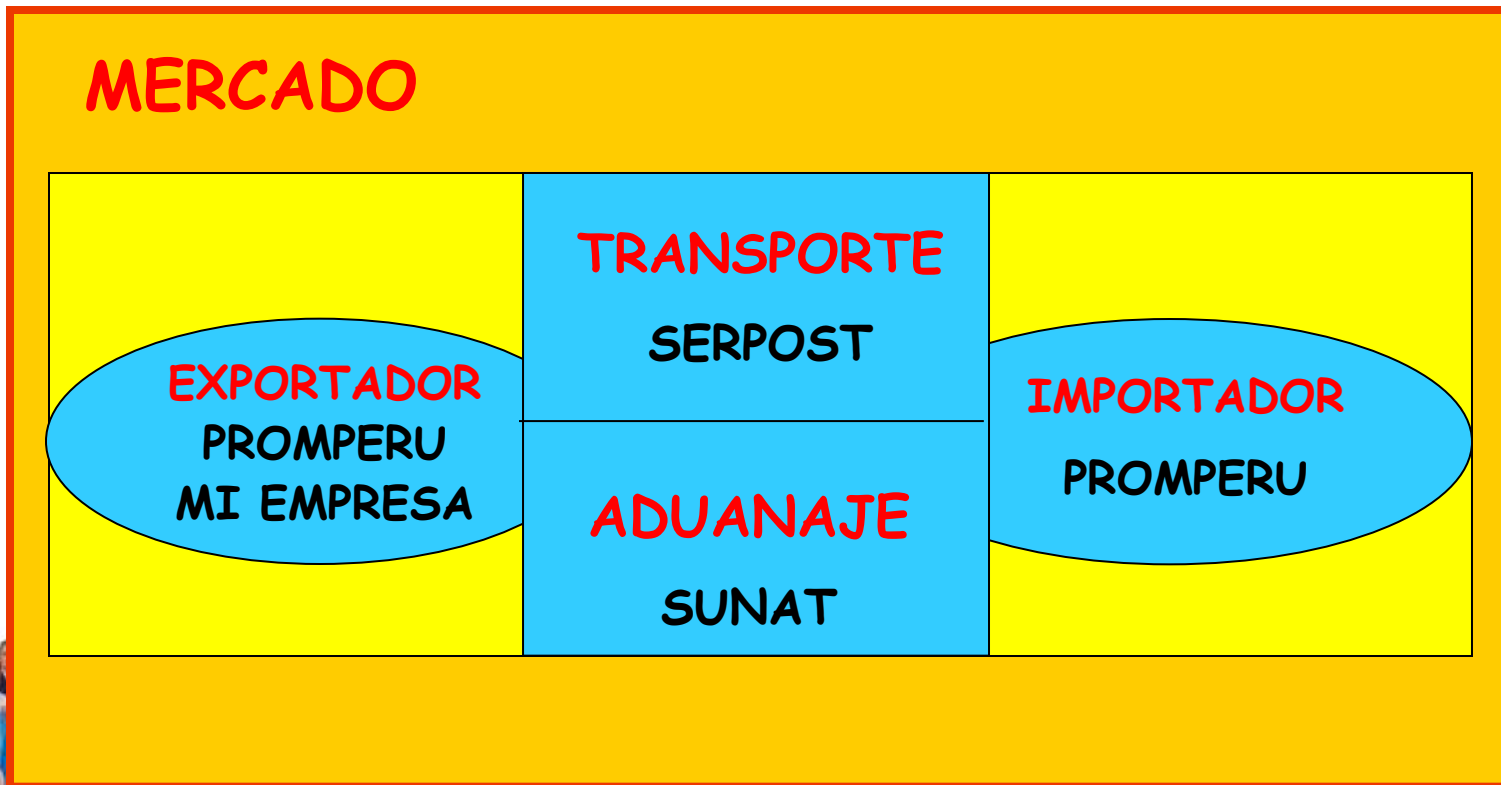 MERCADO
EXPORTADOR
PROMPERU
MI EMPRESA
TRANSPORTE
SERPOST
ADUANAJE
SUNAT
IMPORTADOR
PROMPERU